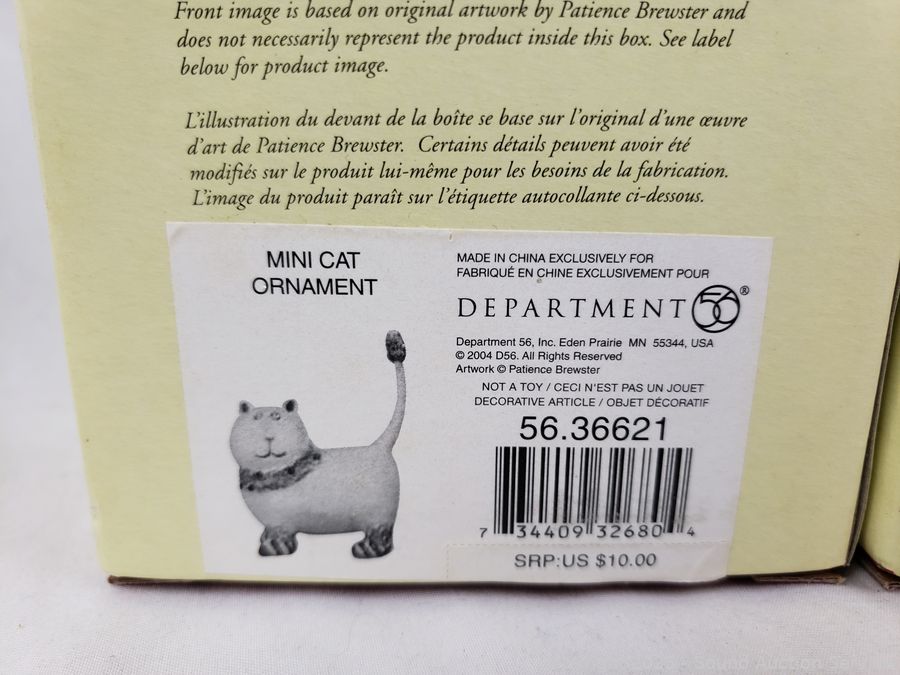 Front image is based on original artwork by Patience Brewster and
does not necessarily represent the product inside this box. See label
below for product image.
L'illustration du devant de la boîte se base sur l'original d'une œuvre
d'art de Patience Brewster. Certains détails peuvent avoir été
modifiés sur le produit lui-même pour les besoins de la fabrication.
L'image du produit paraît sur l'étiquette autocollante ci-dessous.
MINI CAT
ORNAMENT
MADE IN CHINA EXCLUSIVELY FOR
FABRIQUÉ EN CHINE EXCLUSIVEMENT POUR
DEPARTMENT 56®
Department 56, Inc. Eden Prairie MN 55344, USA
© 2004 D56. All Rights Reserved
Artwork © Patience Brewster
NOT A TOY / CECI N'EST PAS UN JOUET
DECORATIVE ARTICLE / OBJET DÉCORATIF
56.36621
7 34409 32680 4
SRP:US $10.00
Sound Auction Service